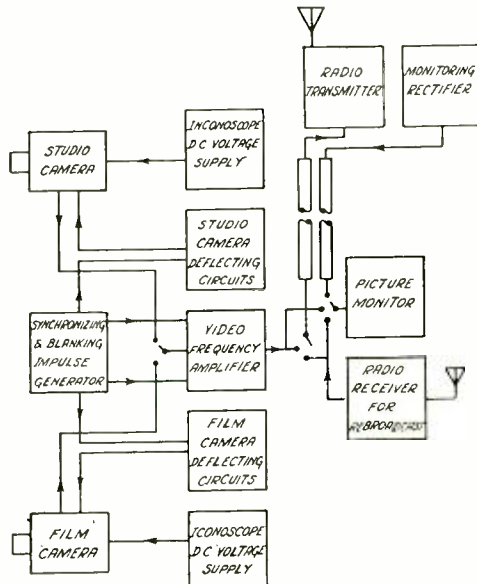 RADIO
TRANSMITTER
MONITORING
RECTIFIER
STUDIO
CAMERA
INCONOSCOPE
D C VOLTAGE
SUPPLY
STUDIO
CAMERA
DEFLECTING
CIRCUITS
PICTURE
MONITOR
SYNCHRONIZING
& BLANKING
IMPULSE
GENERATOR
VIDEO
FREQUENCY
AMPLIFIER
RADIO
RECEIVER
FOR
REBROADCAST
FILM
CAMERA
DEFLECTING
CIRCUITS
FILM
CAMERA
ICONOSCOPE
D C VOLTAGE
SUPPLY